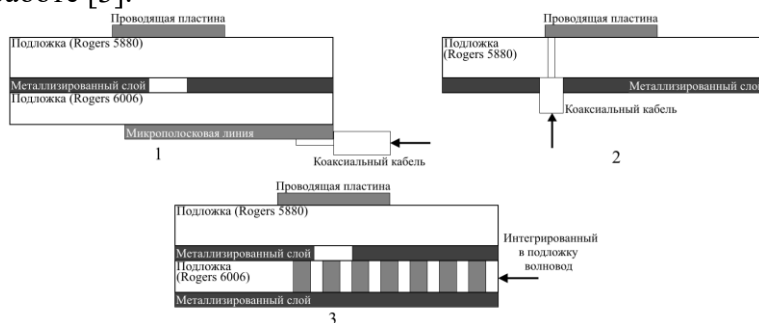 работе [3].
Проводящая пластина
Подложка (Rogers 5880)
Металлизированный слой
Подложка (Rogers 6006)
Микрополосковая линия
Коаксиальный кабель
1
Проводящая пластина
Подложка
(Rogers 5880)
Металлизированный слой
Коаксиальный кабель
2
Проводящая пластина
Подложка (Rogers 5880)
Металлизированный слой
Подложка
(Rogers 6006)
Металлизированный слой
Интегрированный
в подложку
волновод
3